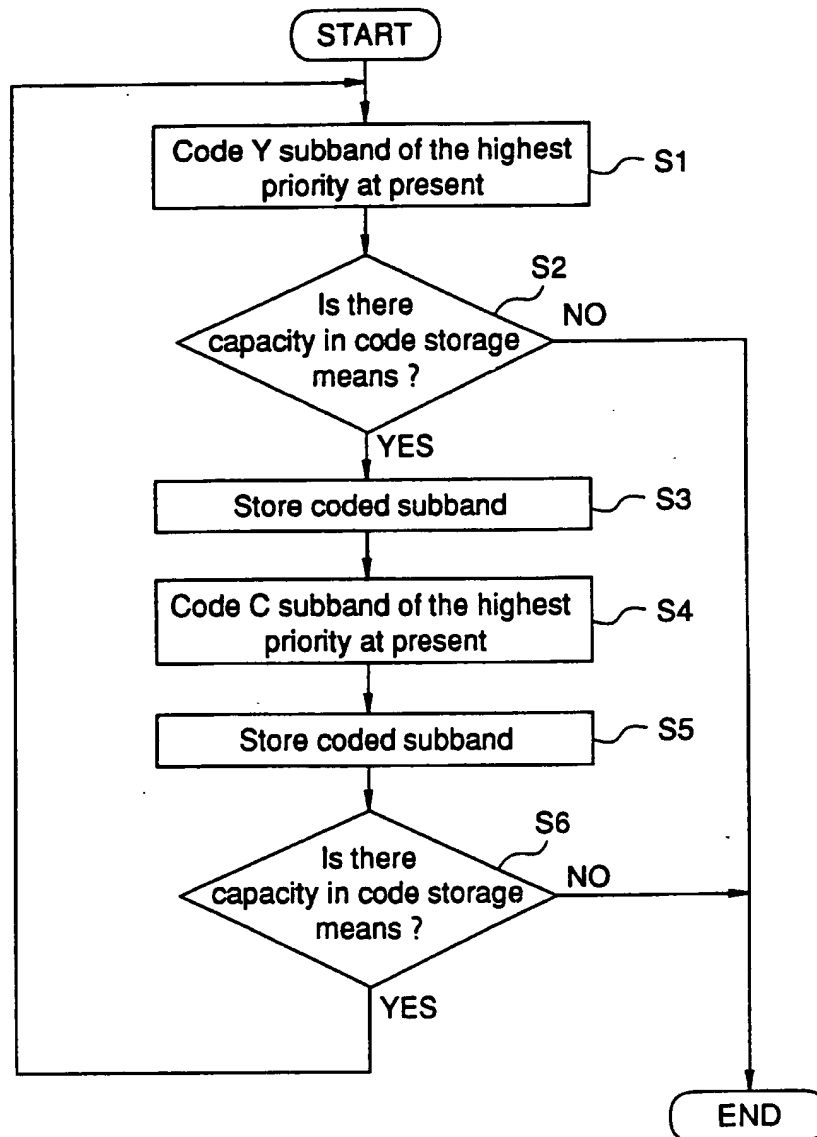 START
Code Y subband of the highest
priority at present
S1
S2
Is there
capacity in code storage
means ?
NO
YES
Store coded subband
S3
Code C subband of the highest
priority at present
S4
Store coded subband
S5
S6
Is there
capacity in code storage
means ?
NO
YES
END